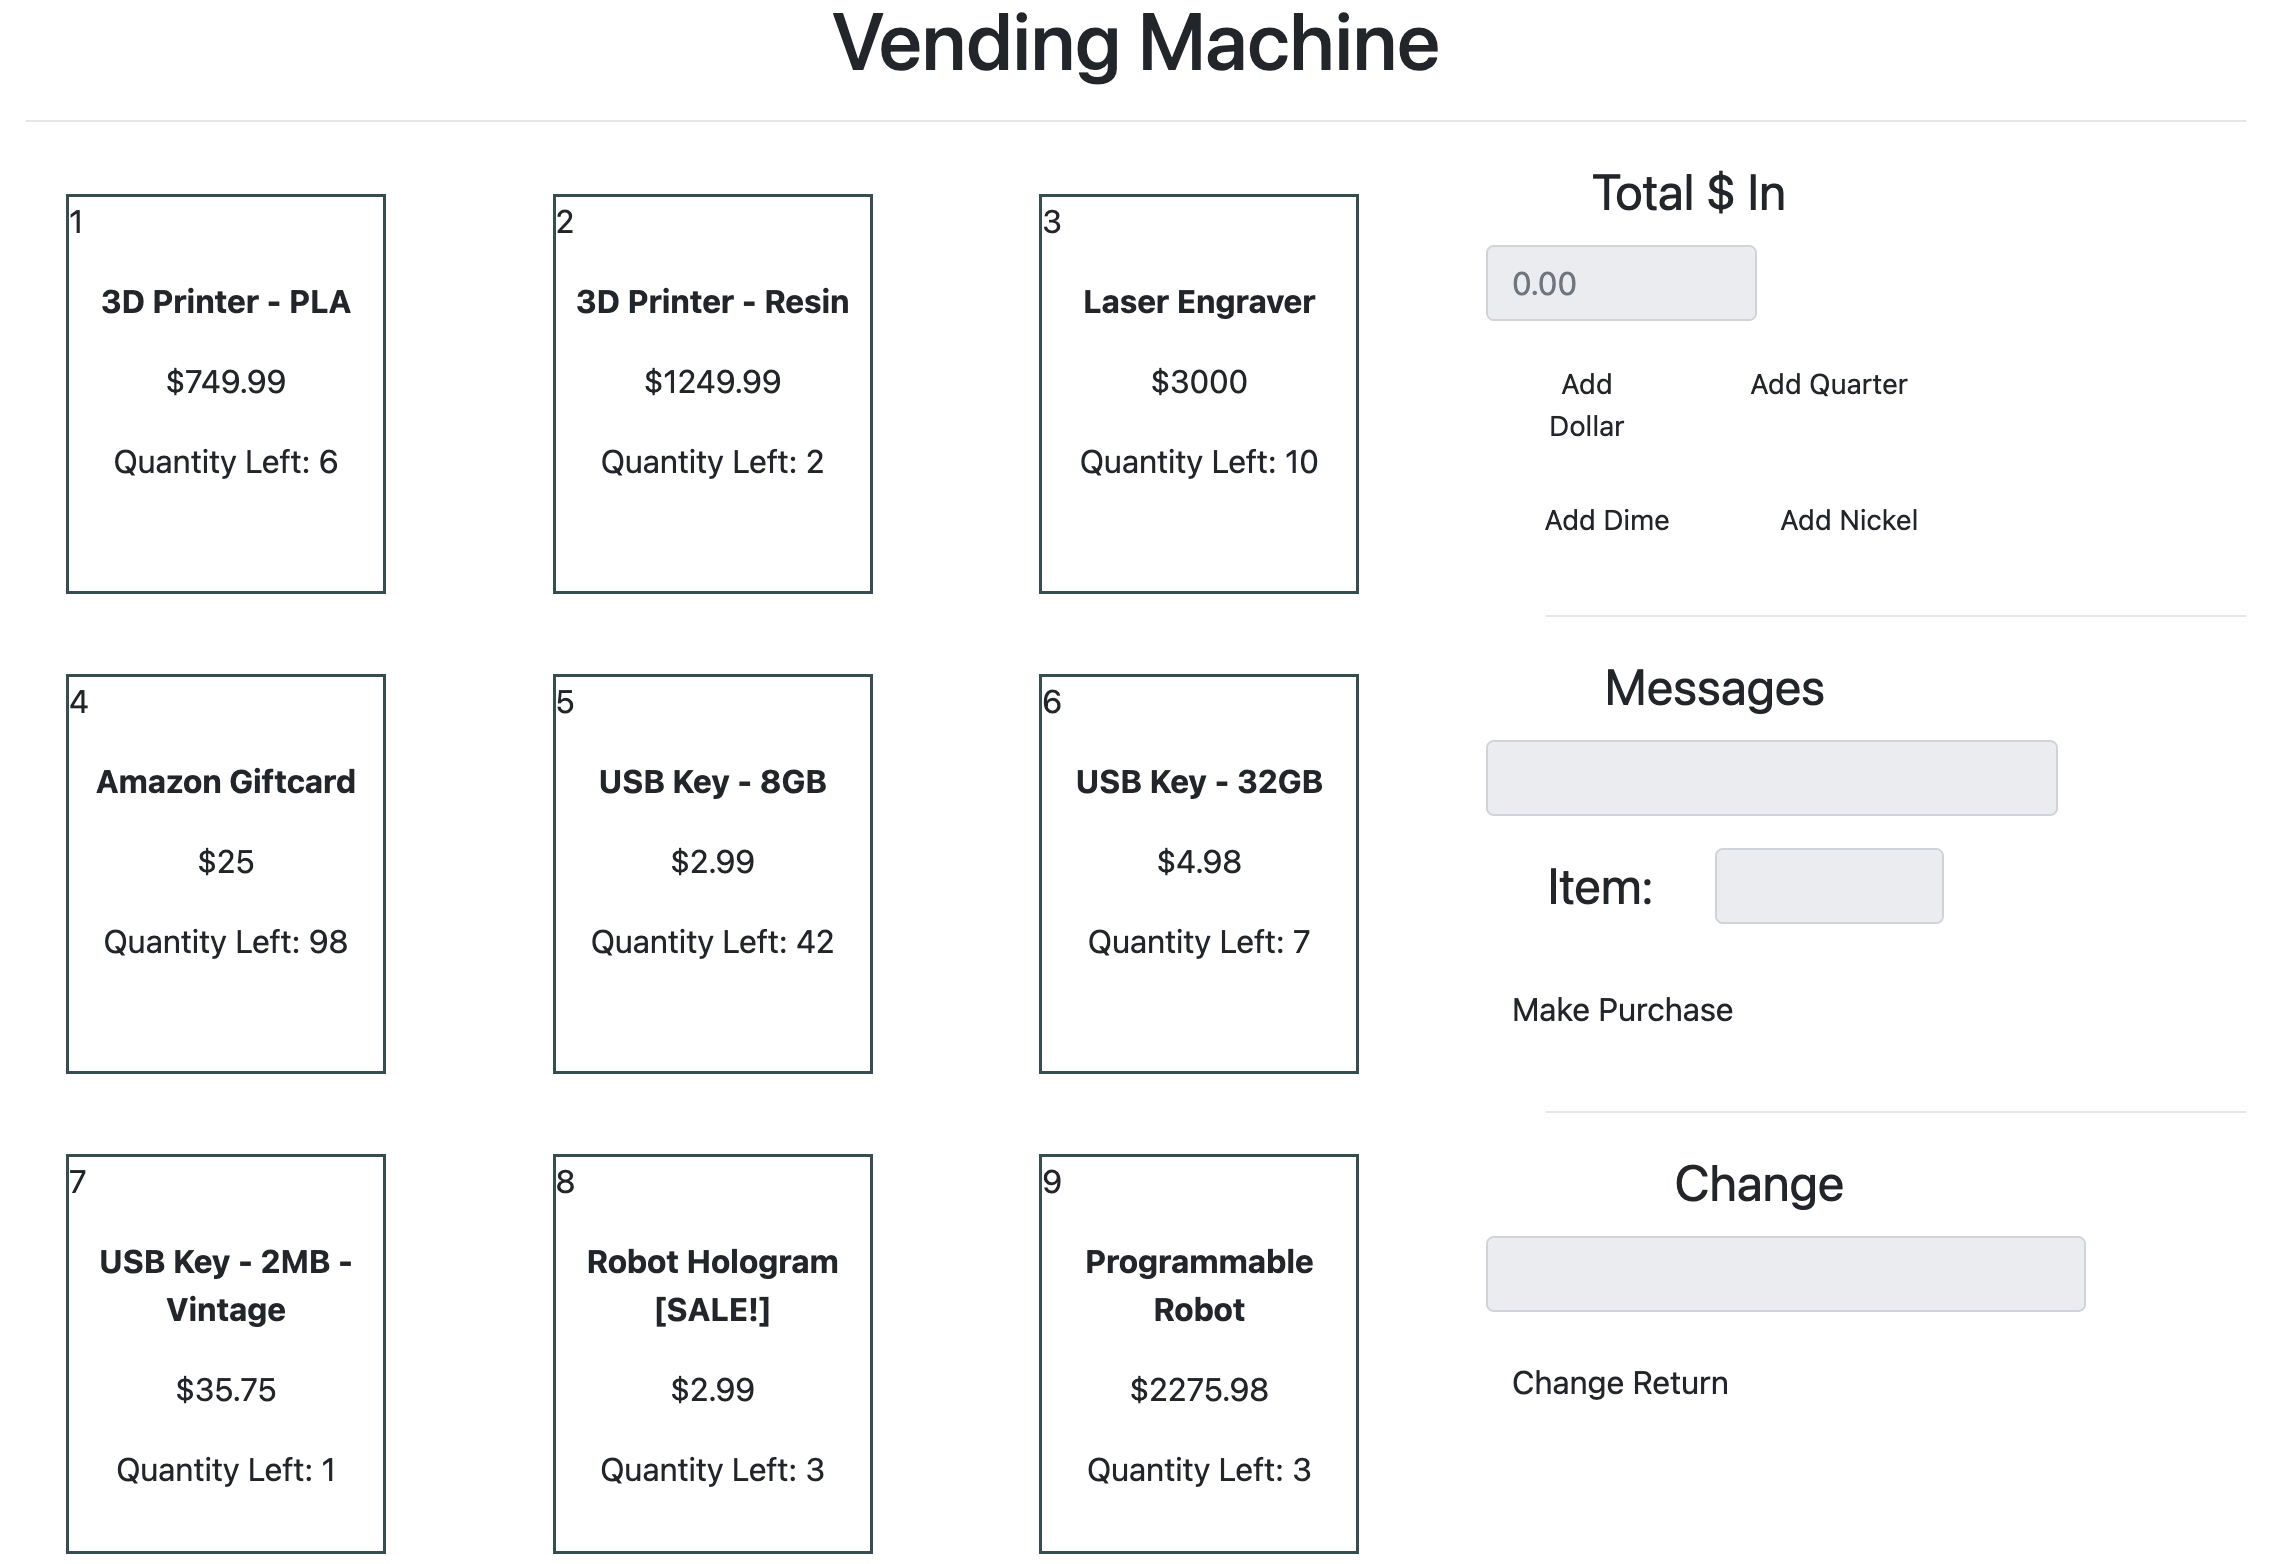 Vending Machine
1
3D Printer - PLA
$749.99
Quantity Left: 6
2
3D Printer - Resin
$1249.99
Quantity Left: 2
3
Laser Engraver
$3000
Quantity Left: 10
4
Amazon Giftcard
$25
Quantity Left: 98
5
USB Key - 8GB
$2.99
Quantity Left: 42
6
USB Key - 32GB
$4.98
Quantity Left: 7
7
USB Key - 2MB -
Vintage
$35.75
Quantity Left: 1
8
Robot Hologram
[SALE!]
$2.99
Quantity Left: 3
9
Programmable
Robot
$2275.98
Quantity Left: 3
Total $ In
0.00
Add
Dollar
Add Quarter
Add Dime
Add Nickel
Messages
Item:
Make Purchase
Change
Change Return